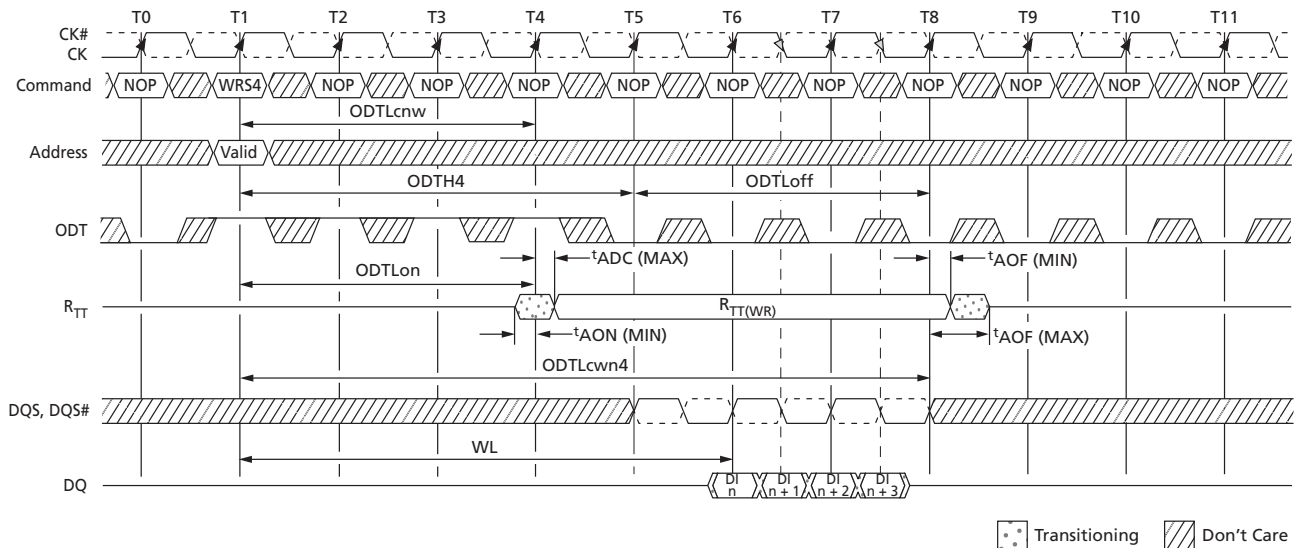 T0 T1 T2 T3 T4 T5 T6 T7 T8 T9 T10 T11
CK#
CK
Command NOP WRS4 NOP NOP NOP NOP NOP NOP NOP NOP NOP NOP
ODTLcnw
Address Valid
ODTH4 ODTLoff
ODT
tADC (MAX) tAOF (MIN)
ODTLon
RTT RTT(WR)
tAON (MIN) tAOF (MAX)
ODTLcwn4
DQS, DQS#
WL
DQ DI n DI n + 1 DI n + 2 DI n + 3
Transitioning Don't Care